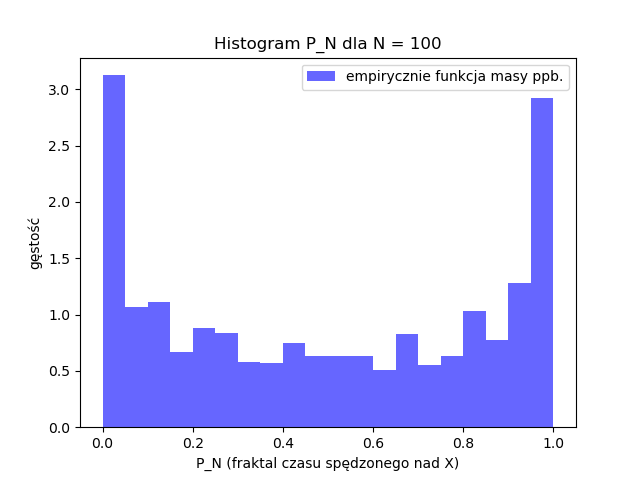 Histogram P_N dla N = 100
empirycznie funkcja masy ppb.
3.0
2.5
2.0
1.5
1.0
0.5
0.0
gęstość
0.0 0.2 0.4 0.6 0.8 1.0
P_N (fraktal czasu spędzonego nad X)